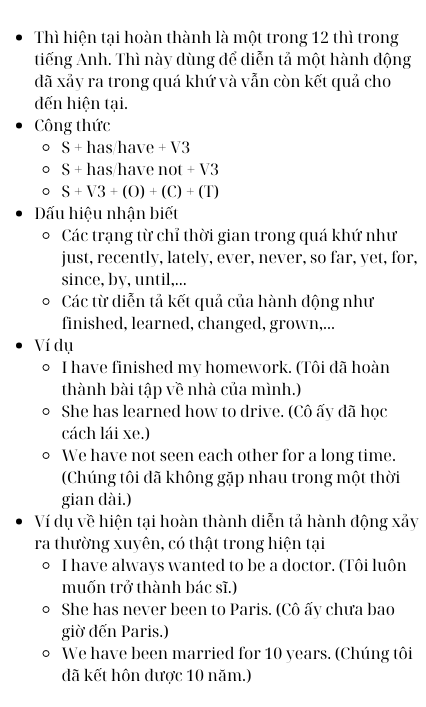 Thì hiện tại hoàn thành là một trong 12 thì trong
tiếng Anh. Thì này dùng để diễn tả một hành động
đã xảy ra trong quá khứ và vẫn còn kết quả cho
đến hiện tại.
Công thức
S + has/have + V3
S + has/have not + V3
S + V3 + (O) + (C) + (T)
Dấu hiệu nhận biết
Các trạng từ chỉ thời gian trong quá khứ như
just, recently, lately, ever, never, so far, yet, for,
since, by, until,...
Các từ diễn tả kết quả của hành động như
finished, learned, changed, grown,...
Ví dụ
I have finished my homework. (Tôi đã hoàn
thành bài tập về nhà của mình.)
She has learned how to drive. (Cô ấy đã học
cách lái xe.)
We have not seen each other for a long time.
(Chúng tôi đã không gặp nhau trong một thời
gian dài.)
Ví dụ về hiện tại hoàn thành diễn tả hành động xảy
ra thường xuyên, có thật trong hiện tại
I have always wanted to be a doctor. (Tôi luôn
muốn trở thành bác sĩ.)
She has never been to Paris. (Cô ấy chưa bao
giờ đến Paris.)
We have been married for 10 years. (Chúng tôi
đã kết hôn được 10 năm.)